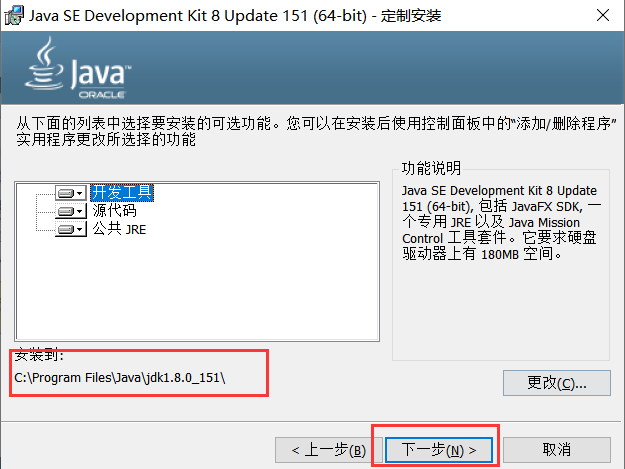 Java SE Development Kit 8 Update 151 (64-bit) - 定制安装
Java
ORACLE
从下面的列表中选择要安装的可选功能。您可以在安装后使用控制面板中的“添加/删除程序”
实用程序更改所选择的功能
开发工具
源代码
公共 JRE
功能说明
Java SE Development Kit 8 Update
151 (64-bit), 包括 JavaFX SDK, 一
个专用 JRE 以及 Java Mission
Control 工具套件。它要求硬盘
驱动器上有 180MB 空间。
安装到:
C:\Program Files\Java\jdk1.8.0_151\
更改(C)...
< 上一步(B)
下一步(N) >
取消